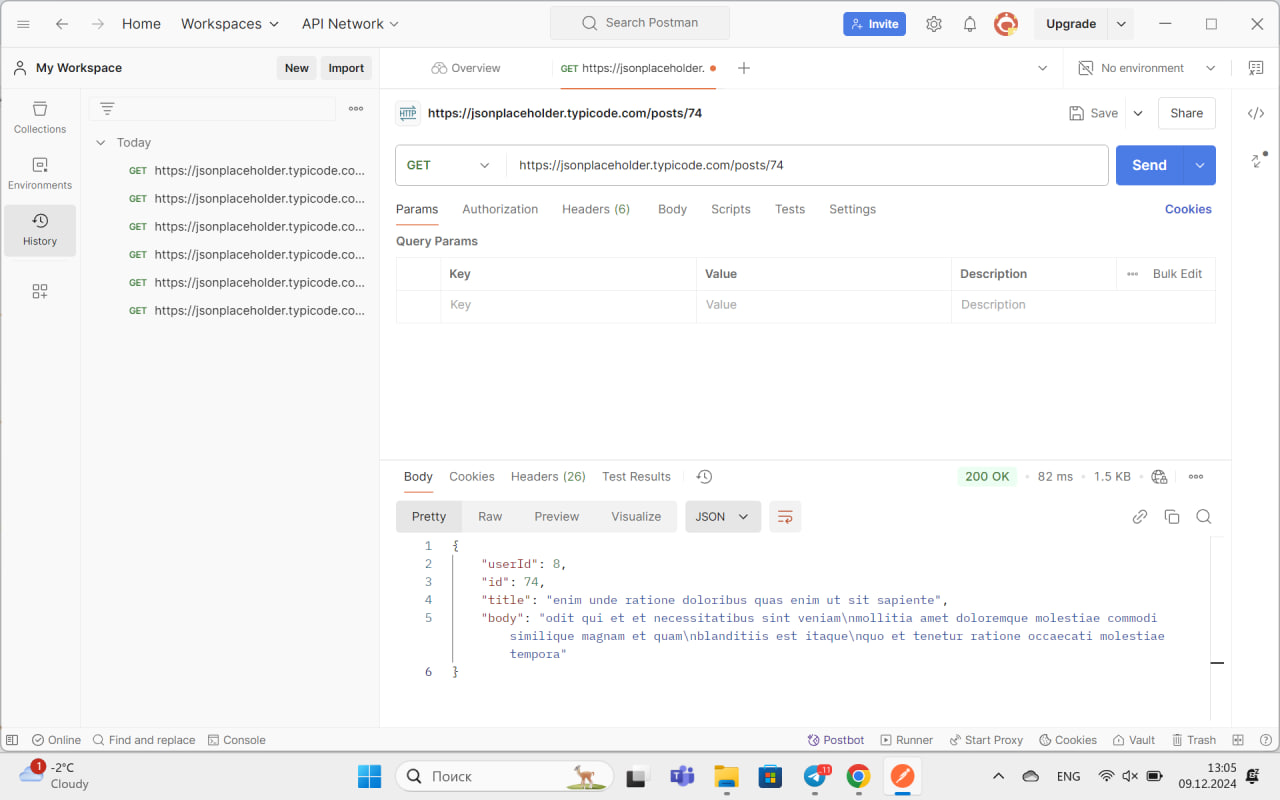 Home Workspaces API Network Search Postman Invite Upgrade
My Workspace New Import Overview GET https://jsonplaceholder. No environment
Collections
Environments
History
Today
GET https://jsonplaceholder.typicode.co...
GET https://jsonplaceholder.typicode.co...
GET https://jsonplaceholder.typicode.co...
GET https://jsonplaceholder.typicode.co...
GET https://jsonplaceholder.typicode.co...
GET https://jsonplaceholder.typicode.co...
HTTP https://jsonplaceholder.typicode.com/posts/74 Save Share
GET https://jsonplaceholder.typicode.com/posts/74 Send
Params Authorization Headers (6) Body Scripts Tests Settings Cookies
Query Params
Key Value Description Bulk Edit
Key Value Description
Body Cookies Headers (26) Test Results 200 OK 82 ms 1.5 KB
Pretty Raw Preview Visualize JSON
1 {
2 "userId": 8,
3 "id": 74,
4 "title": "enim unde ratione doloribus quas enim ut sit sapiente",
5 "body": "odit qui et et necessitatibus sint veniam\nmollitia amet doloremque molestiae commodi
similique magnam et quam\nblanditiis est itaque\nquo et tenetur ratione occaecati molestiae
tempora"
6 }
Online Find and replace Console Postbot Runner Start Proxy Cookies Vault Trash
1 -2°C
Cloudy
Поиск
11
ENG
13:05
09.12.2024